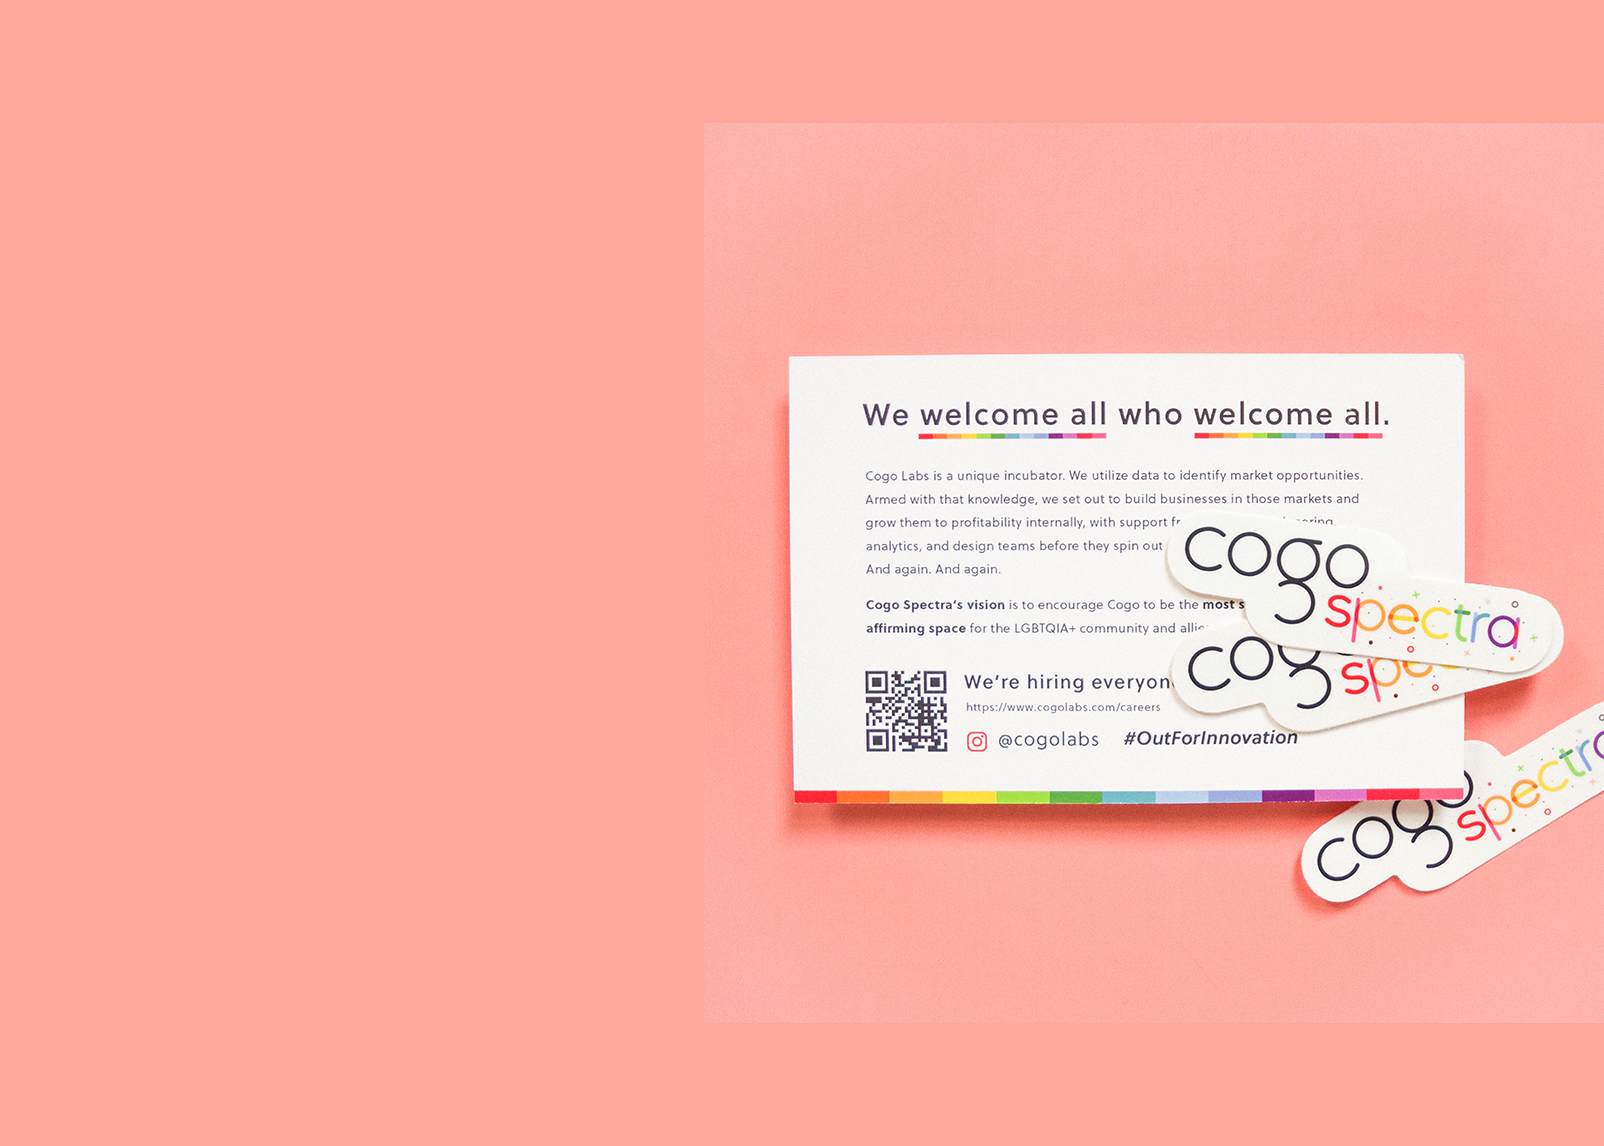 We welcome all who welcome all.
Cogo Labs is a unique incubator. We utilize data to identify market opportunities.
Armed with that knowledge, we set out to build businesses in those markets and
grow them to profitability internally, with support
analytics, and design teams before they spin out
And again. And again.
Cogo Spectra's vision is to encourage Cogo to be the most
affirming space for the LGBTQIA+ community and
We're hiring
https://www.cogolabs.com/careers
@cogolabs #OutForInnovation
cogo
spectra
cogo
spectra